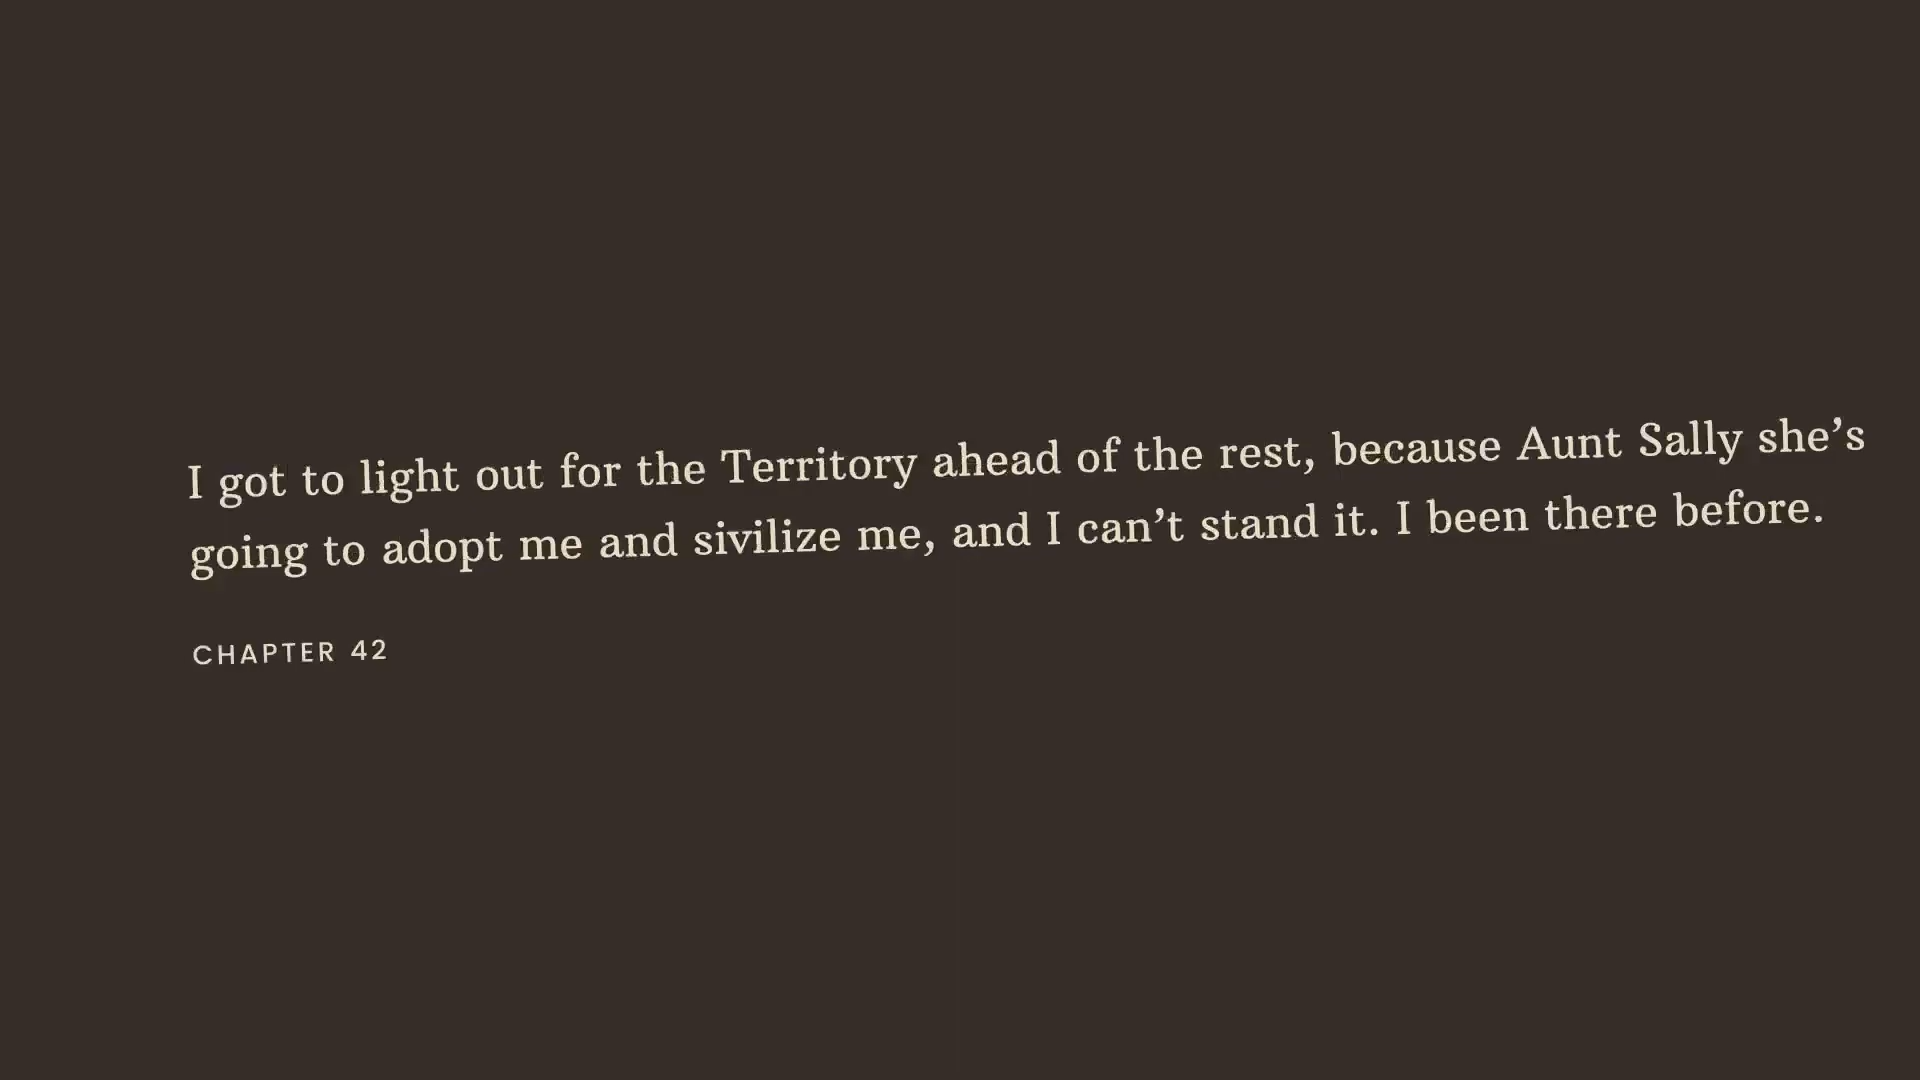 I got to light out for the Territory ahead of the rest, because Aunt Sally she’s
going to adopt me and sivilize me, and I can’t stand it. I been there before.
CHAPTER 42